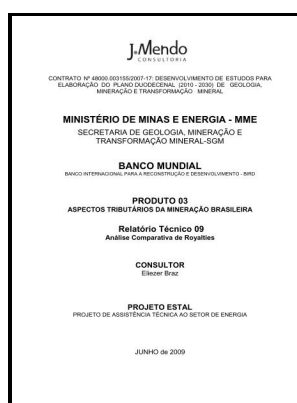 J.Mendo
CONSULTORIA
CONTRATO Nº 48000.003155/2007-17: DESENVOLVIMENTO DE ESTUDOS PARA
ELABORAÇÃO DO PLANO DUODECENAL (2010 - 2030) DE GEOLOGIA,
MINERAÇÃO E TRANSFORMAÇÃO MINERAL
MINISTÉRIO DE MINAS E ENERGIA - MME
SECRETARIA DE GEOLOGIA, MINERAÇÃO E
TRANSFORMAÇÃO MINERAL-SGM
BANCO MUNDIAL
BANCO INTERNACIONAL PARA A RECONSTRUÇÃO E DESENVOLVIMENTO - BIRD
PRODUTO 03
ASPECTOS TRIBUTÁRIOS DA MINERAÇÃO BRASILEIRA
Relatório Técnico 09
Análise Comparativa de Royalties
CONSULTOR
Eliezer Braz
PROJETO ESTAL
PROJETO DE ASSISTÊNCIA TÉCNICA AO SETOR DE ENERGIA
JUNHO de 2009